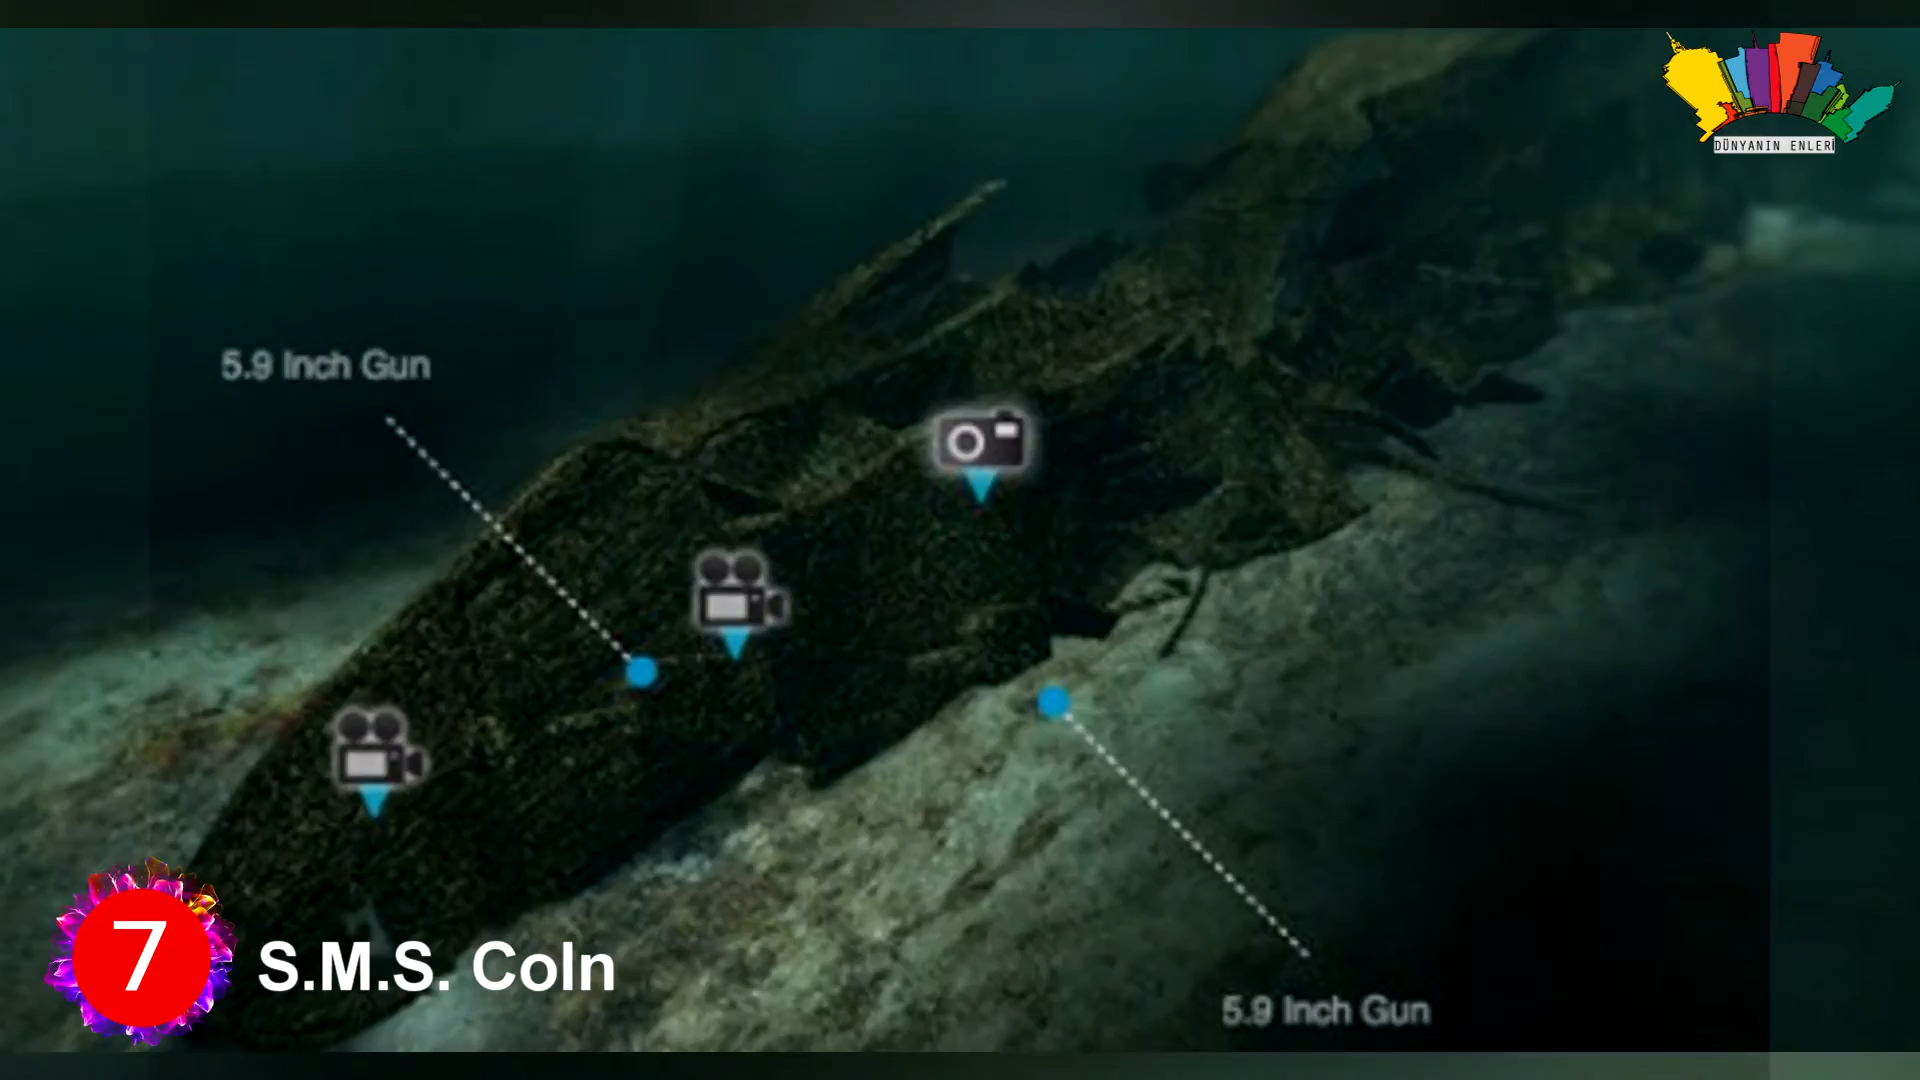 DÜNYANIN ENLERİ
5.9 Inch Gun
7
S.M.S. Coln
5.9 Inch Gun